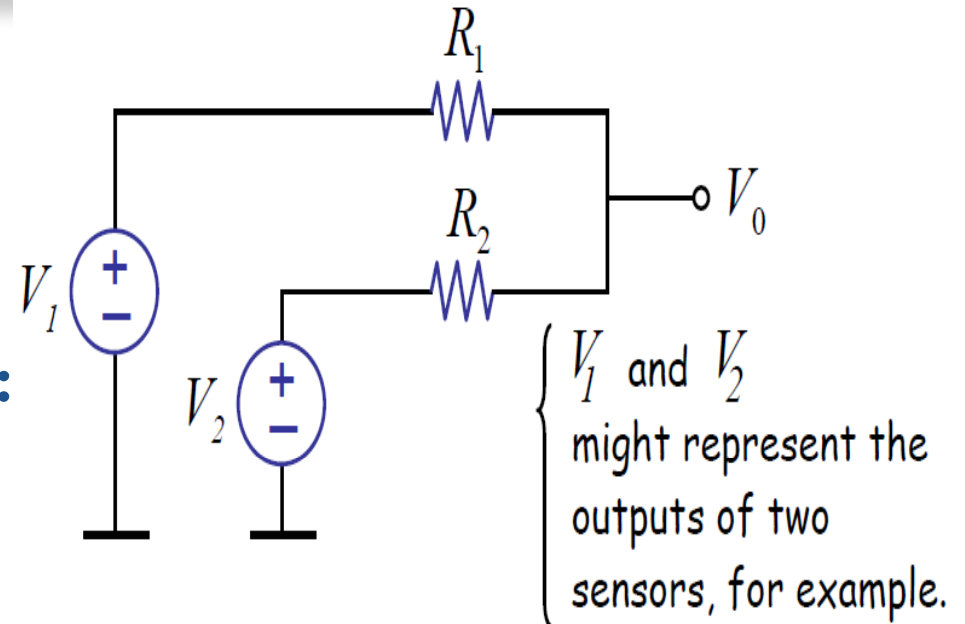 R₁
R₂
V₀
V₁
+
V₂
+
:
V₁ and V₂
might represent the
outputs of two
sensors, for example.